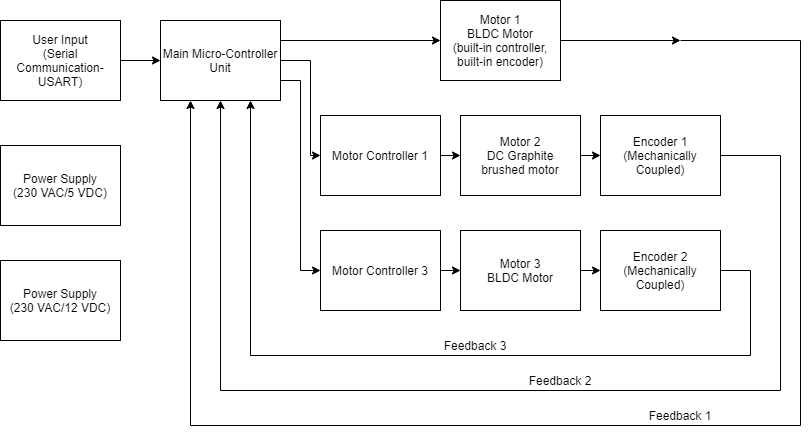 User Input
(Serial
Communication-
USART)
Main Micro-Controller
Unit
Motor 1
BLDC Motor
(built-in controller,
built-in encoder)
Motor Controller 1
Motor 2
DC Graphite
brushed motor
Encoder 1
(Mechanically
Coupled)
Power Supply
(230 VAC/5 VDC)
Motor Controller 3
Motor 3
BLDC Motor
Encoder 2
(Mechanically
Coupled)
Power Supply
(230 VAC/12 VDC)
Feedback 3
Feedback 2
Feedback 1